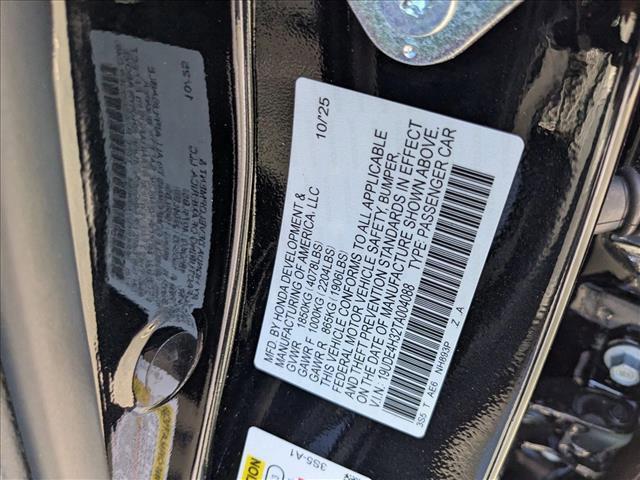 MFD. BY HONDA DEVELOPMENT &
MANUFACTURING OF AMERICA, LLC 10/25
GVWR 1850KG (4078LBS)
GAWR F 1000KG (2204LBS)
GAWR R 865KG (1906LBS)
THIS VEHICLE CONFORMS TO ALL APPLICABLE
FEDERAL MOTOR VEHICLE SAFETY, BUMPER,
AND THEFT PREVENTION STANDARDS IN EFFECT
ON THE DATE OF MANUFACTURE SHOWN ABOVE.
V.I.N.: 19UDE4H32TA004068 TYPE:PASSENGER CAR
3S5 T AE6 NH893P Z A
3S5-A1